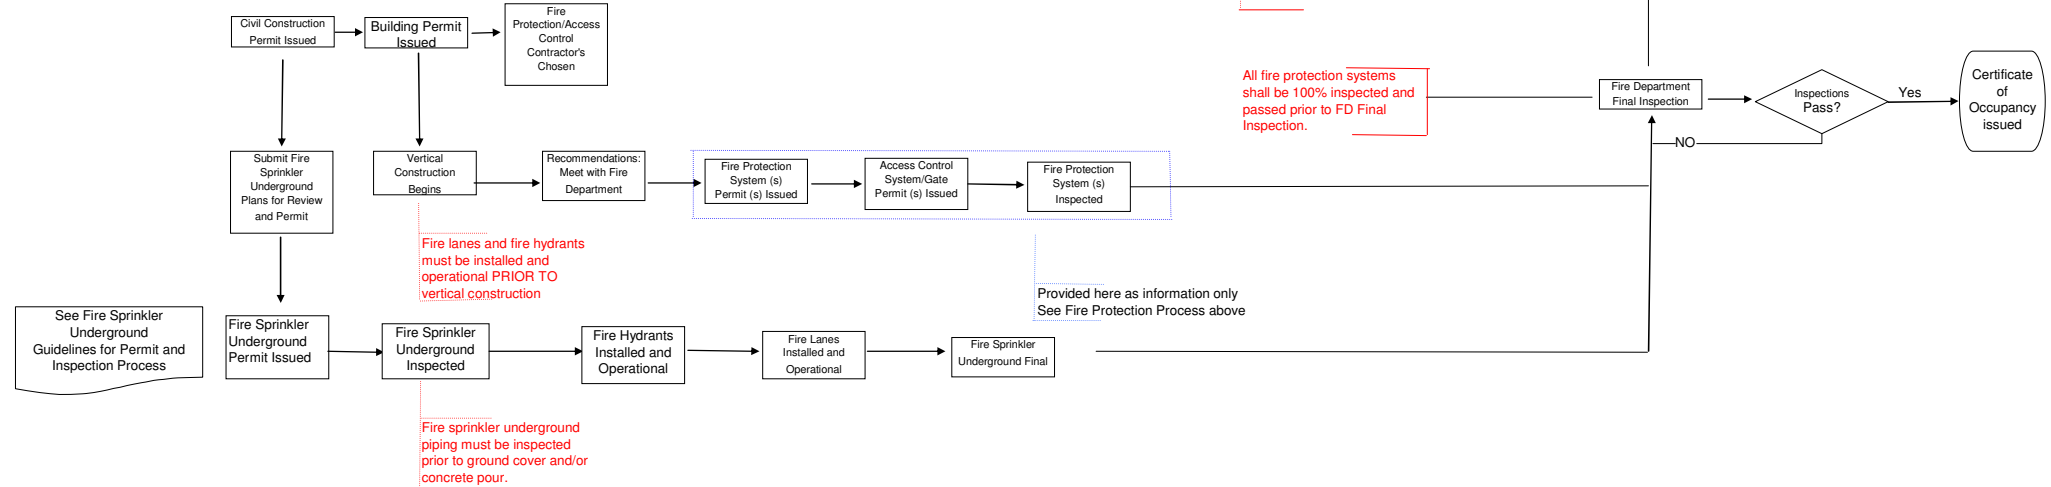 Civil Construction
Permit Issued
Building Permit
Issued
Fire
Protection/Access
Control
Contractor's
Chosen
All fire protection systems
shall be 100% inspected and
passed prior to FD Final
Inspection.
Fire Department
Final Inspection
Inspections
Pass?
Yes
Certificate
of
Occupancy
issued
NO
Submit Fire
Sprinkler
Underground
Plans for Review
and Permit
Vertical
Construction
Begins
Recommendations:
Meet with Fire
Department
Fire Protection
System (s)
Permit (s) Issued
Access Control
System/Gate
Permit (s) Issued
Fire Protection
System (s)
Inspected
Fire lanes and fire hydrants
must be installed and
operational PRIOR TO
vertical construction
Provided here as information only
See Fire Protection Process above
See Fire Sprinkler
Underground
Guidelines for Permit and
Inspection Process
Fire Sprinkler
Underground
Permit Issued
Fire Sprinkler
Underground
Inspected
Fire Hydrants
Installed and
Operational
Fire Lanes
Installed and
Operational
Fire Sprinkler
Underground Final
Fire sprinkler underground
piping must be inspected
prior to ground cover and/or
concrete pour.